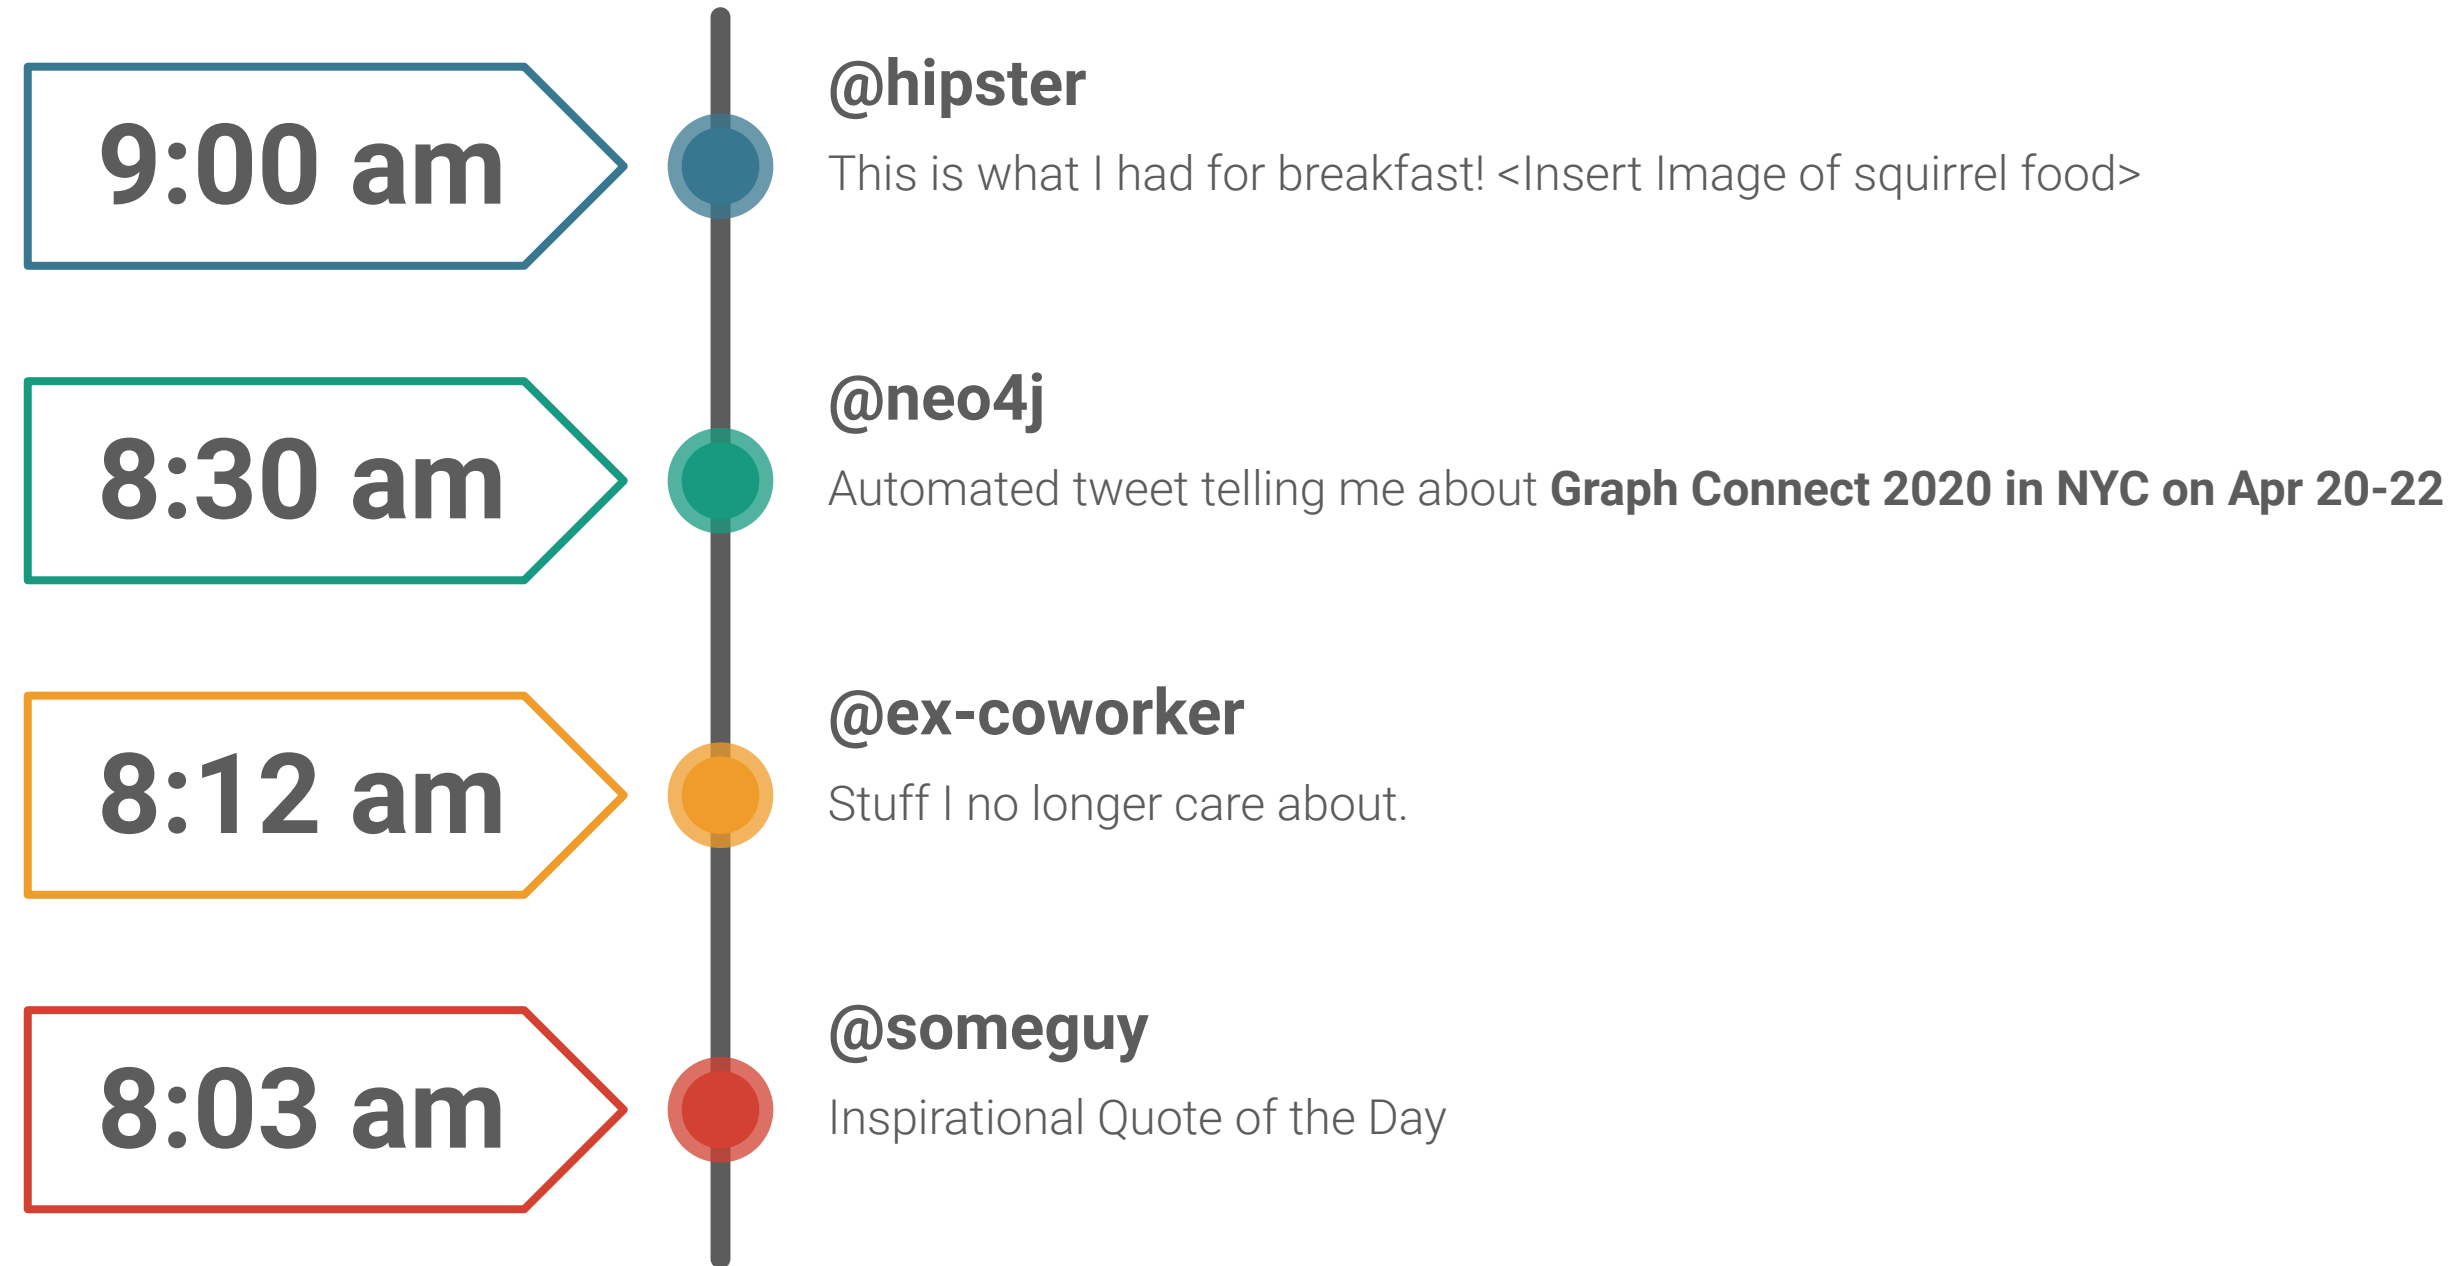 9:00 am
@hipster
This is what I had for breakfast! <Insert Image of squirrel food>
8:30 am
@neo4j
Automated tweet telling me about Graph Connect 2020 in NYC on Apr 20-22
8:12 am
@ex-coworker
Stuff I no longer care about.
8:03 am
@someguy
Inspirational Quote of the Day